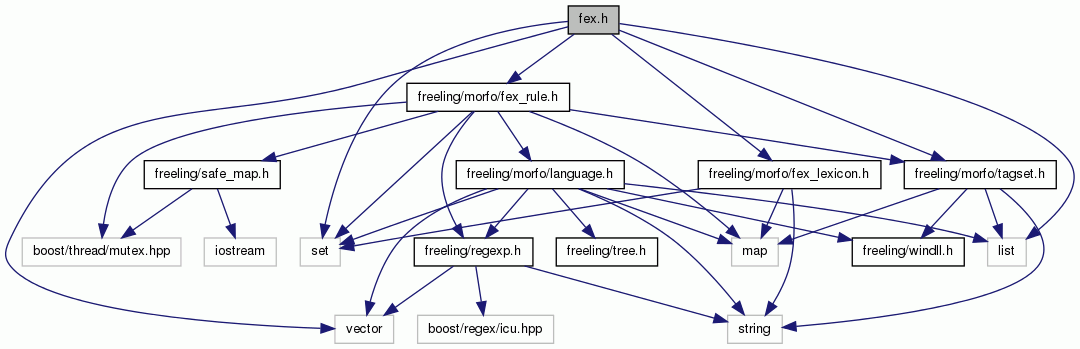 fex.h
freeling/morfo/fex_rule.h
freeling/safe_map.h
freeling/morfo/language.h
freeling/morfo/fex_lexicon.h
freeling/morfo/tagset.h
boost/thread/mutex.hpp
iostream
set
freeling/regexp.h
freeling/tree.h
map
freeling/windll.h
list
vector
boost/regex/icu.hpp
string